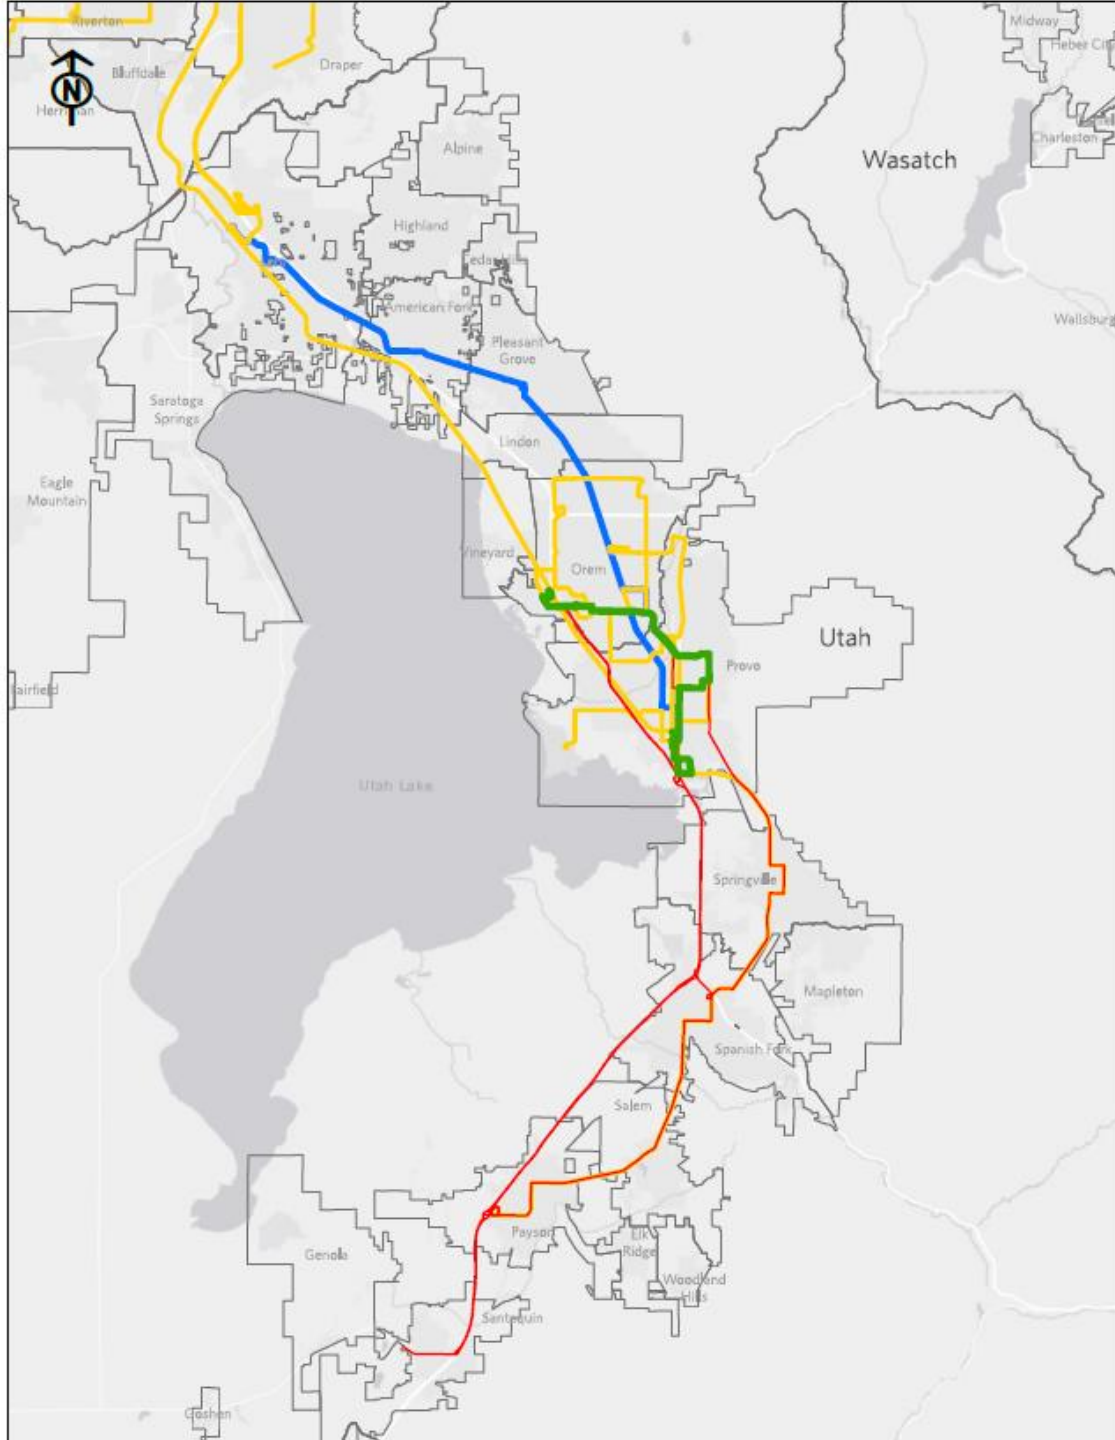 Riverton
Midway
Heber City
Bluffdale
Draper
N
Herriman
Charleston
Alpine
Wasatch
Highland
Cedar Hills
American Fork
Wallsburg
Pleasant
Grove
Saratoga
Springs
Lindon
Eagle
Mountain
Vineyard
Orem
Utah
Provo
Fairfield
Utah Lake
Springville
Mapleton
Spanish Fork
Salem
Payson
Elk
Ridge
Genola
Woodland
Hills
Santaquin
Goshen